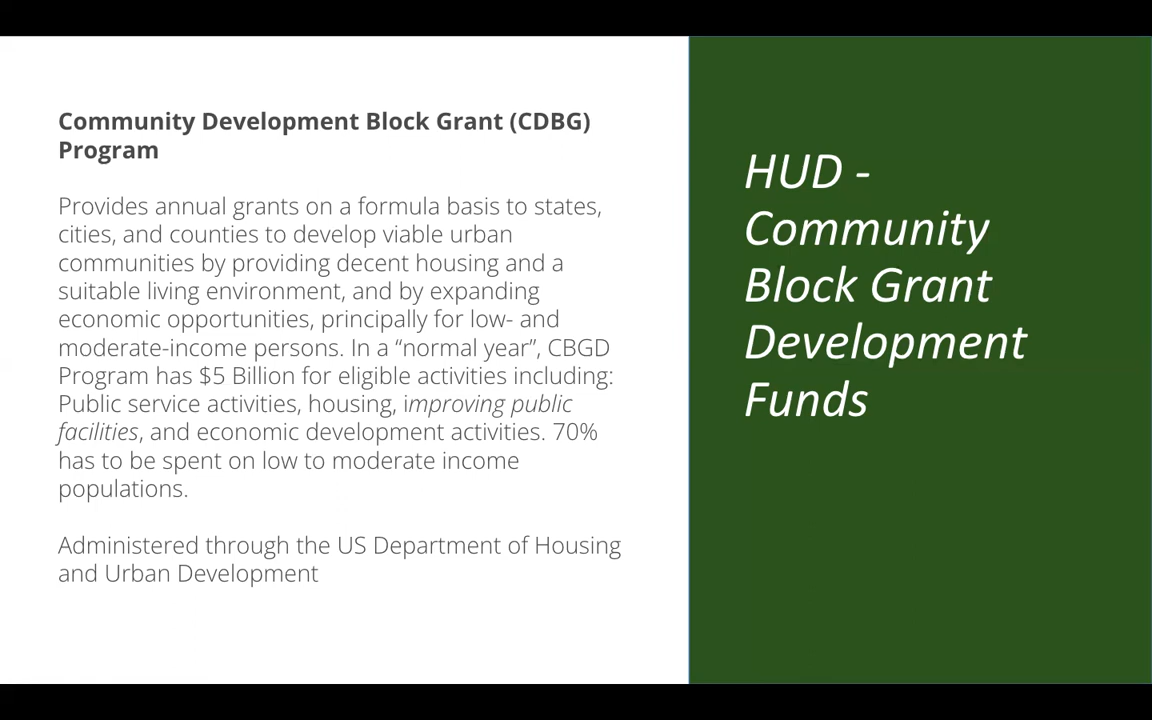 Community Development Block Grant (CDBG)
Program
Provides annual grants on a formula basis to states,
cities, and counties to develop viable urban
communities by providing decent housing and a
suitable living environment, and by expanding
economic opportunities, principally for low- and
moderate-income persons. In a “normal year”, CBGD
Program has $5 Billion for eligible activities including:
Public service activities, housing, improving public
facilities, and economic development activities. 70%
has to be spent on low to moderate income
populations.
Administered through the US Department of Housing
and Urban Development
HUD -
Community
Block Grant
Development
Funds